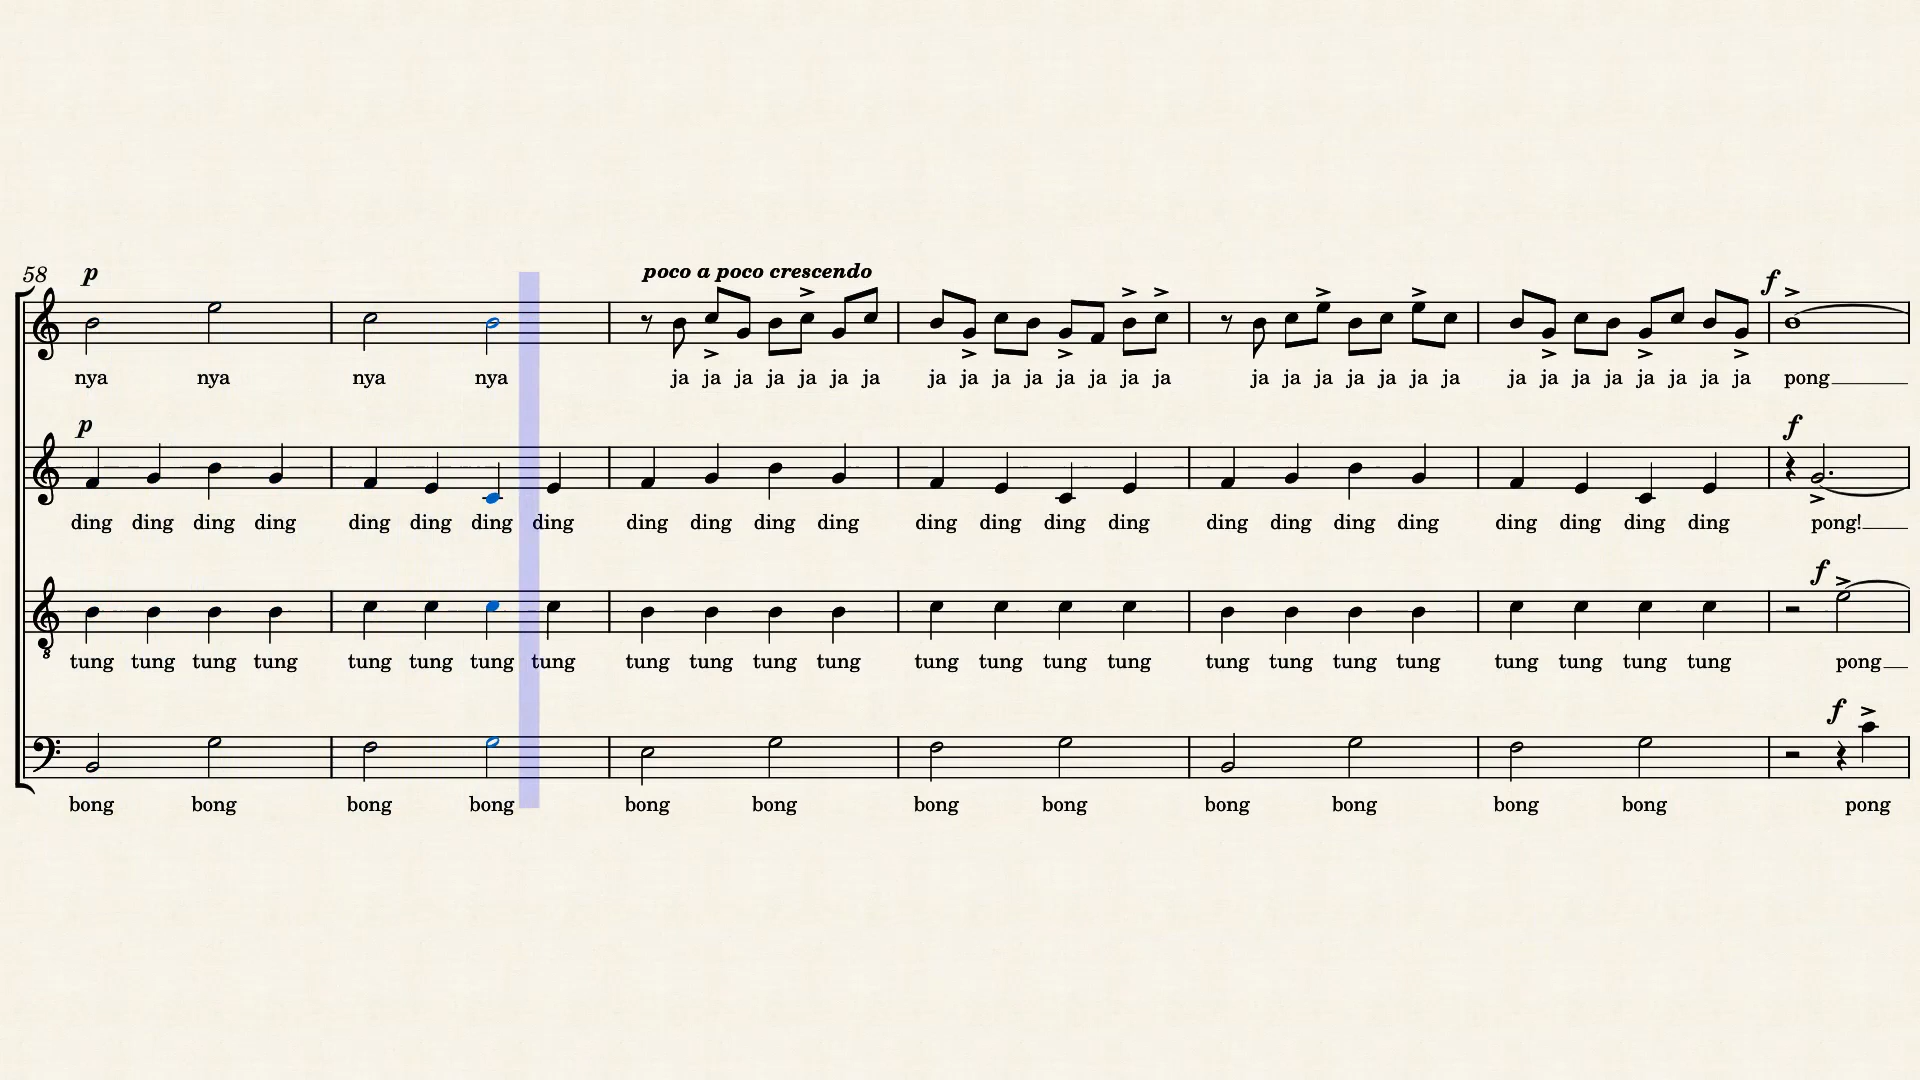 58 p poco a poco crescendo f
nya nya nya nya ja ja ja ja ja ja ja ja ja ja ja ja ja ja ja ja ja ja ja ja ja ja ja ja ja ja ja ja ja ja ja ja ja pong
p f
ding ding ding ding ding ding ding ding ding ding ding ding ding ding ding ding ding ding ding ding ding ding ding ding pong!
f
8
tung tung tung tung tung tung tung tung tung tung tung tung tung tung tung tung tung tung tung tung tung tung tung tung pong
f
bong bong bong bong bong bong bong bong bong bong bong bong pong